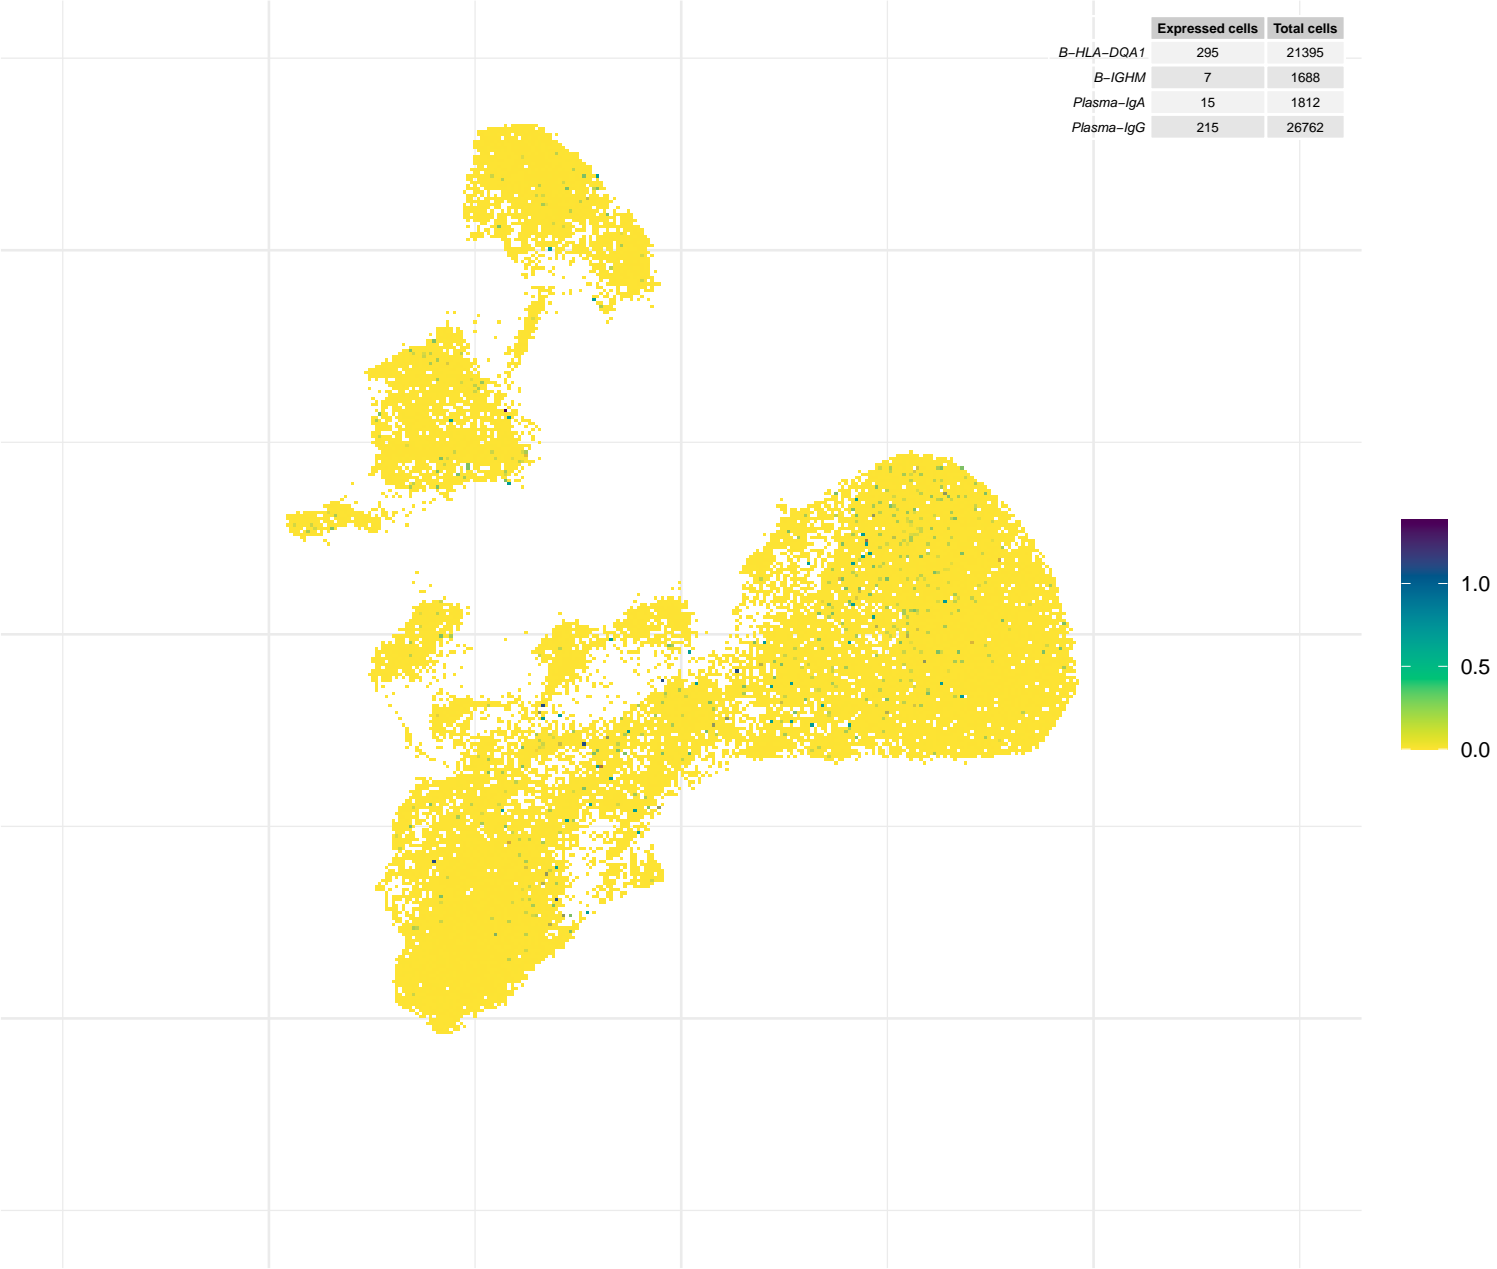 Expressed cells Total cells
B−HLA−DQA1 295 21395
B−IGHM 7 1688
Plasma−IgA 15 1812
Plasma−IgG 215 26762
1.0
0.5
0.0